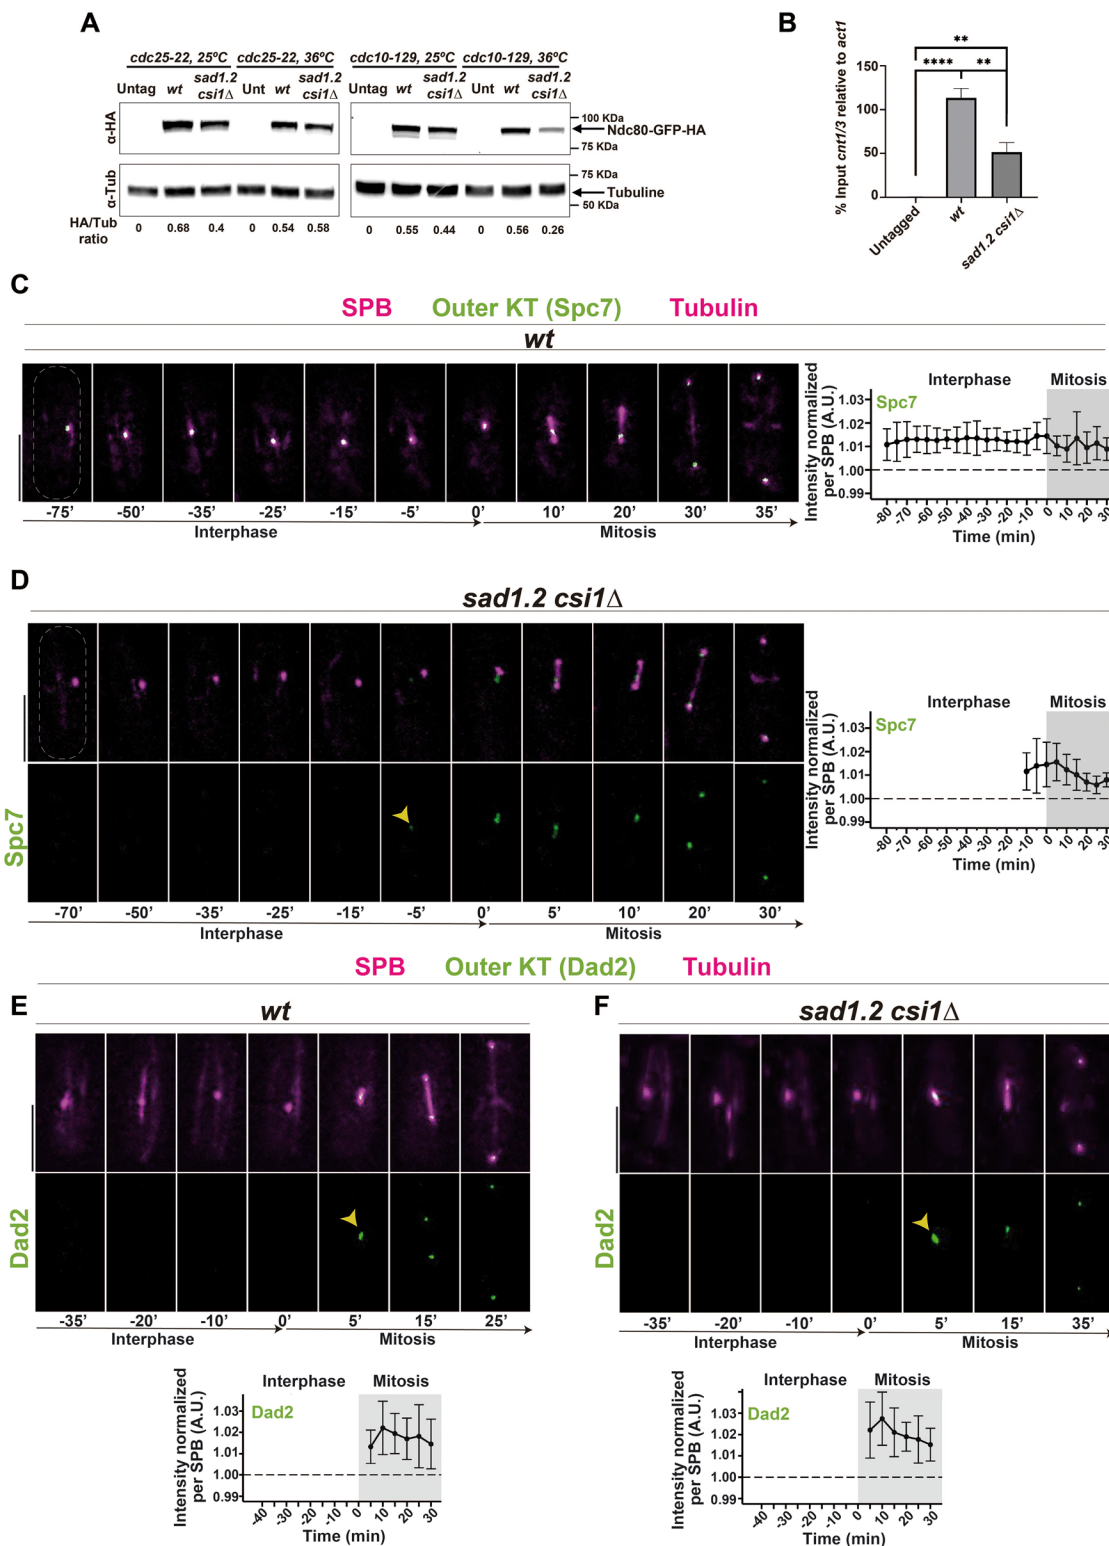 A
cdc25-22, 25ºC cdc25-22, 36ºC cdc10-129, 25ºC cdc10-129, 36ºC
Untag wt sad1.2 csi1Δ Unt wt sad1.2 csi1Δ Untag wt sad1.2 csi1Δ Unt wt sad1.2 csi1Δ
α-HA
100 KDa
Ndc80-GFP-HA
75 KDa
α-Tub
75 KDa
Tubuline
50 KDa
HA/Tub ratio
0 0.68 0.4 0 0.54 0.58 0 0.55 0.44 0 0.56 0.26
B
% Input cnt1/3 relative to act1
150
100
50
0
**
**** **
Untagged wt sad1.2 csi1Δ
C
SPB Outer KT (Spc7) Tubulin
wt
-75’ -50’ -35’ -25’ -15’ -5’ 0’ 10’ 20’ 30’ 35’
Interphase Mitosis
Intensity normalized
per SPB (A.U.)
Interphase Mitosis
Spc7
1.03
1.02
1.01
1.00
0.99
-80 -70 -60 -50 -40 -30 -20 -10 0 10 20 30
Time (min)
D
sad1.2 csi1Δ
Spc7
-70’ -50’ -35’ -25’ -15’ -5’ 0’ 5’ 10’ 20’ 30’
Interphase Mitosis
Intensity normalized
per SPB (A.U.)
Interphase Mitosis
Spc7
1.03
1.02
1.01
1.00
0.99
-80 -70 -60 -50 -40 -30 -20 -10 0 10 20 30
Time (min)
SPB Outer KT (Dad2) Tubulin
E
wt
Dad2
-35’ -20’ -10’ 0’ 5’ 15’ 25’
Interphase Mitosis
Intensity normalized
per SPB (A.U.)
Interphase Mitosis
Dad2
1.03
1.02
1.01
1.00
0.99
-40 -30 -20 -10 0 10 20 30
Time (min)
F
sad1.2 csi1Δ
Dad2
-35’ -20’ -10’ 0’ 5’ 15’ 35’
Interphase Mitosis
Intensity normalized
per SPB (A.U.)
Interphase Mitosis
Dad2
1.03
1.02
1.01
1.00
0.99
-40 -30 -20 -10 0 10 20 30
Time (min)